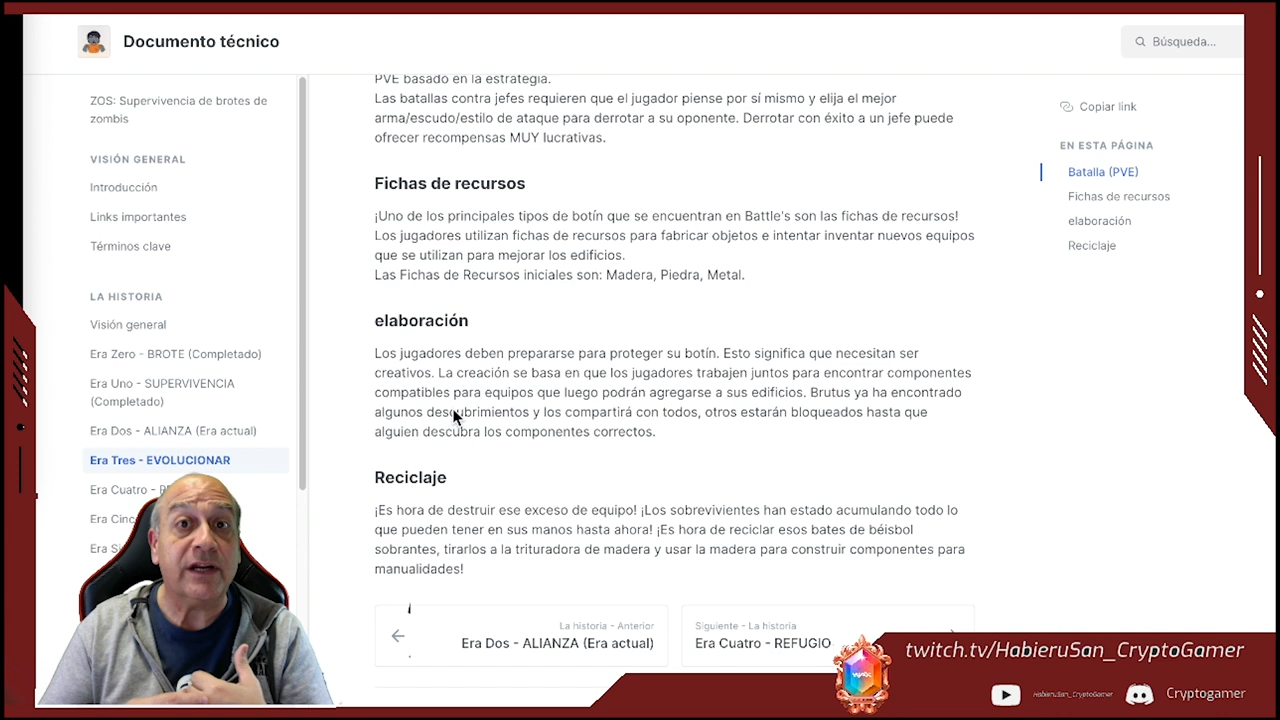 Documento técnico
Búsqueda...
ZOS: Supervivencia de brotes de
zombis
VISIÓN GENERAL
Introducción
Links importantes
Términos clave
LA HISTORIA
Visión general
Era Zero - BROTE (Completado)
Era Uno - SUPERVIVENCIA
(Completado)
Era Dos - ALIANZA (Era actual)
Era Tres - EVOLUCIONAR
Era Cuatro -
Era
Era
PVE basado en la estrategia.
Las batallas contra jefes requieren que el jugador piense por sí mismo y elija el mejor
arma/escudo/estilo de ataque para derrotar a su oponente. Derrotar con éxito a un jefe puede
ofrecer recompensas MUY lucrativas.
Fichas de recursos
¡Uno de los principales tipos de botín que se encuentran en Battle's son las fichas de recursos!
Los jugadores utilizan fichas de recursos para fabricar objetos e intentar inventar nuevos equipos
que se utilizan para mejorar los edificios.
Las Fichas de Recursos iniciales son: Madera, Piedra, Metal.
elaboración
Los jugadores deben prepararse para proteger su botín. Esto significa que necesitan ser
creativos. La creación se basa en que los jugadores trabajen juntos para encontrar componentes
compatibles para equipos que luego podrán agregarse a sus edificios. Brutus ya ha encontrado
algunos descubrimientos y los compartirá con todos, otros estarán bloqueados hasta que
alguien descubra los componentes correctos.
Reciclaje
¡Es hora de destruir ese exceso de equipo! ¡Los sobrevivientes han estado acumulando todo lo
que pueden tener en sus manos hasta ahora! ¡Es hora de reciclar esos bates de béisbol
sobrantes, tirarlos a la trituradora de madera y usar la madera para construir componentes para
manualidades!
La historia - Anterior
Era Dos - ALIANZA (Era actual)
Siguiente - La historia
Era Cuatro - REFUGIO
Copiar link
EN ESTA PÁGINA
Batalla (PVE)
Fichas de recursos
elaboración
Reciclaje
twitch.tv/HabieruSan_CryptoGamer
HabieruSan_CryptoGamer
Cryptogamer